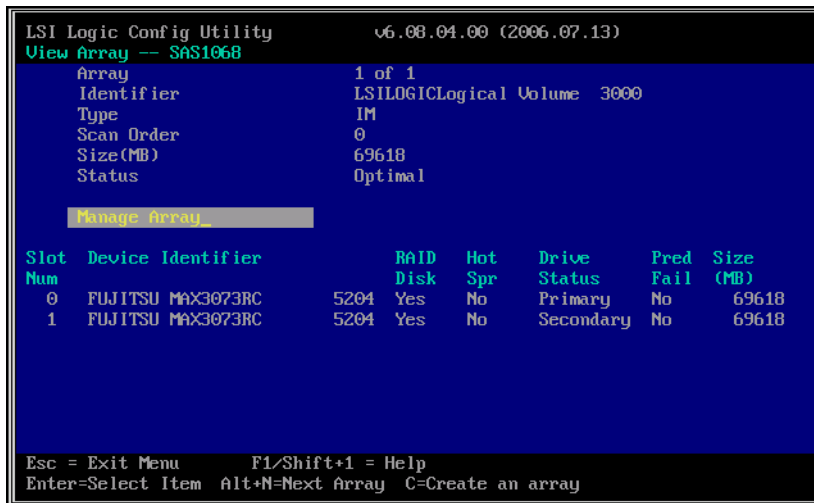 LSI Logic Config Utility v6.08.04.00 (2006.07.13)
View Array -- SAS1068
Array 1 of 1
Identifier LSILOGICLogical Volume 3000
Type IM
Scan Order 0
Size(MB) 69618
Status Optimal
Manage Array_
Slot Device Identifier RAID Hot Drive Pred Size
Num Disk Spr Status Fail (MB)
0 FUJITSU MAX3073RC 5204 Yes No Primary No 69618
1 FUJITSU MAX3073RC 5204 Yes No Secondary No 69618
Esc = Exit Menu F1/Shift+1 = Help
Enter=Select Item Alt+N=Next Array C=Create an array